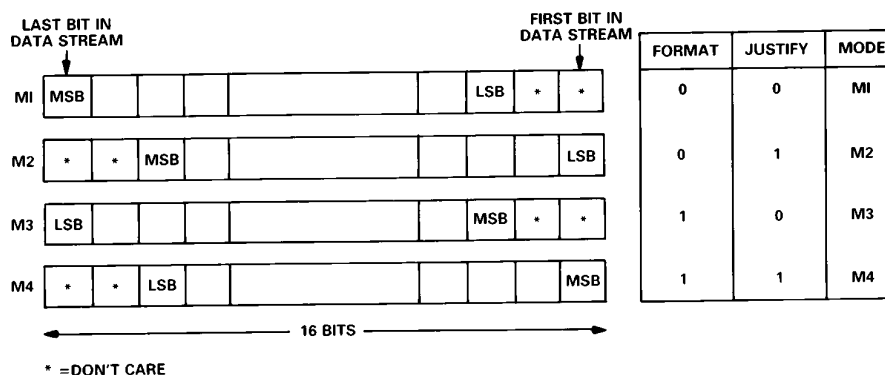 LAST BIT IN
DATA STREAM
FIRST BIT IN
DATA STREAM
M1 MSB LSB * *
M2 * * MSB LSB
M3 LSB MSB * *
M4 * * LSB MSB
16 BITS
* =DON'T CARE
FORMAT JUSTIFY MODE
0 0 M1
0 1 M2
1 0 M3
1 1 M4